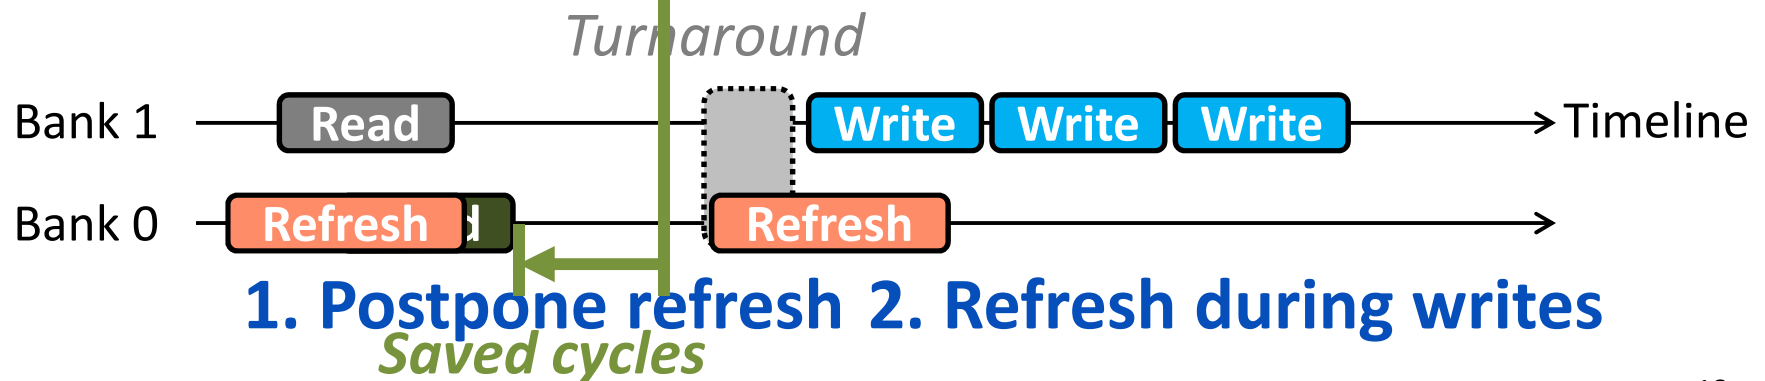 Turnaround
Bank 1 Read Write Write Write Timeline
Bank 0 Refresh d Refresh
1. Postpone refresh 2. Refresh during writes
Saved cycles